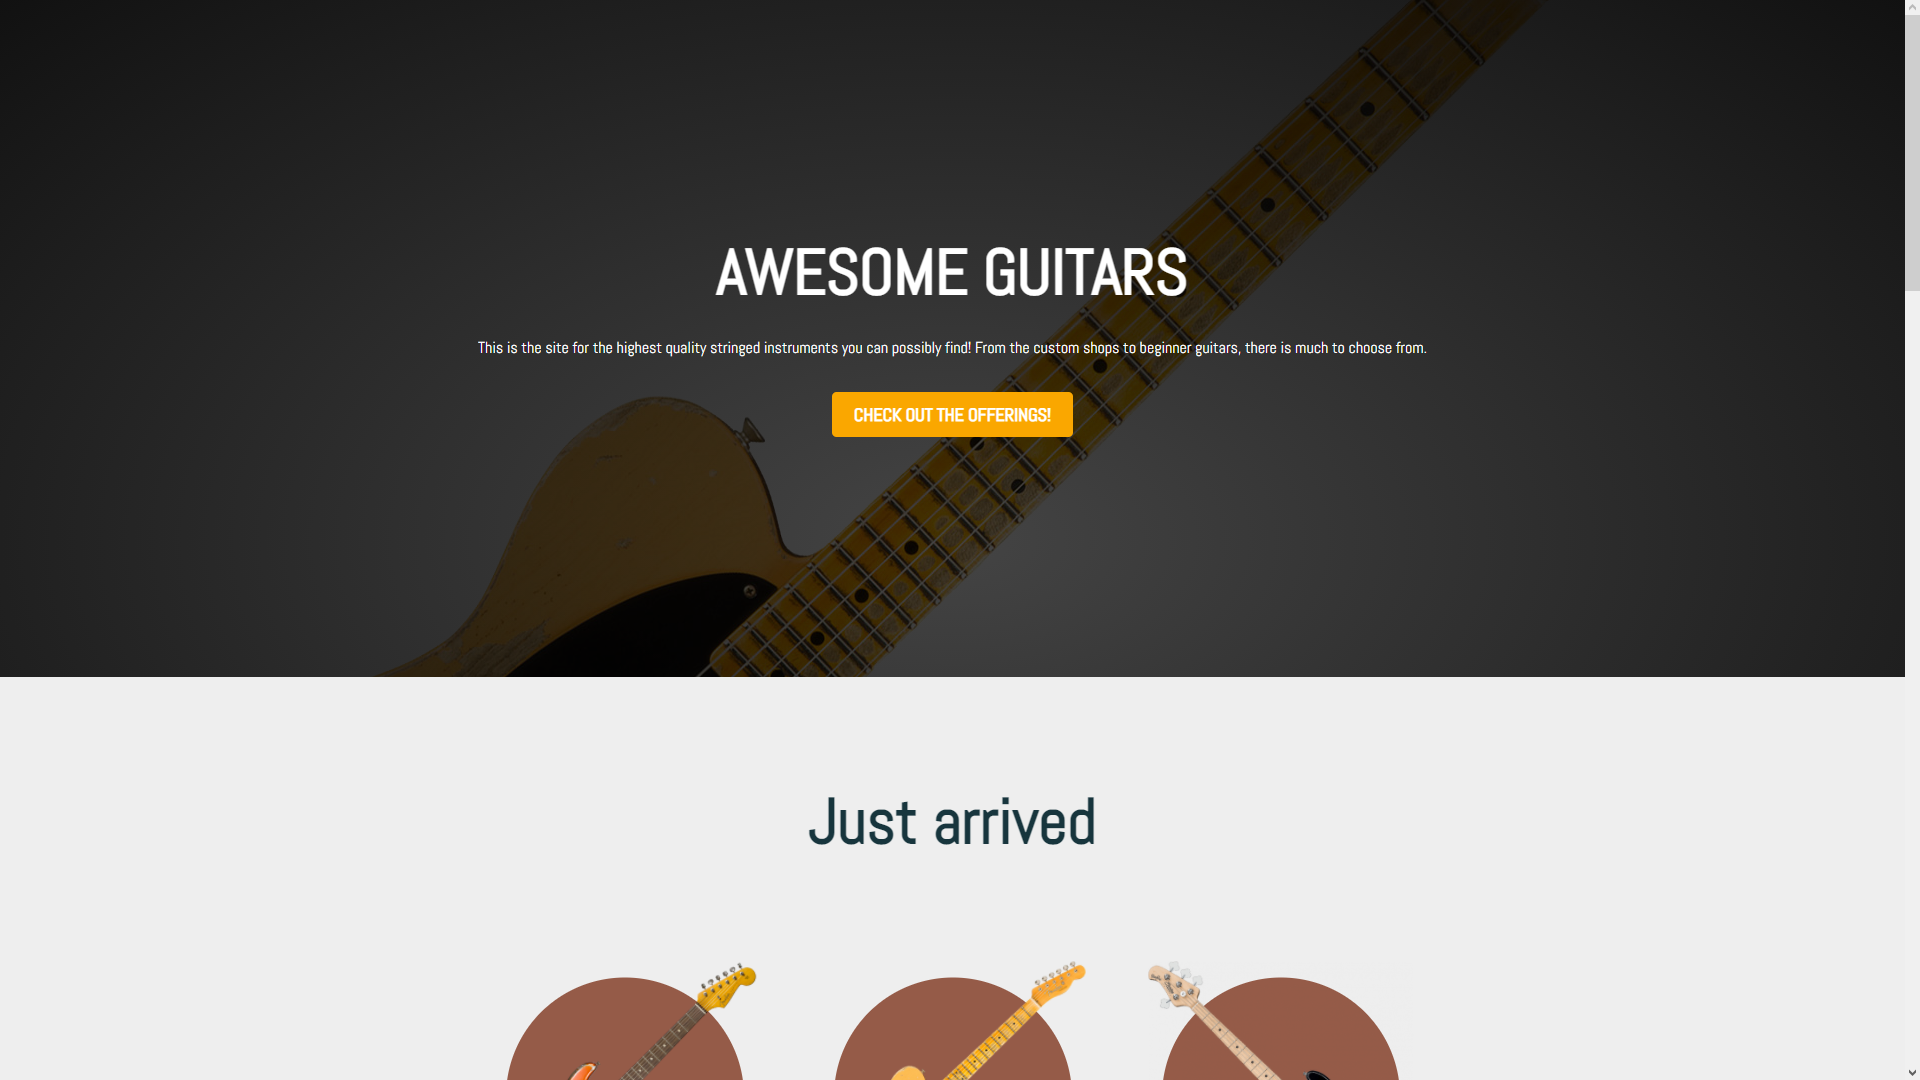 AWESOME GUITARS
This is the site for the highest quality stringed instruments you can possibly find! From the custom shops to beginner guitars, there is much to choose from.
CHECK OUT THE OFFERINGS!
Just arrived